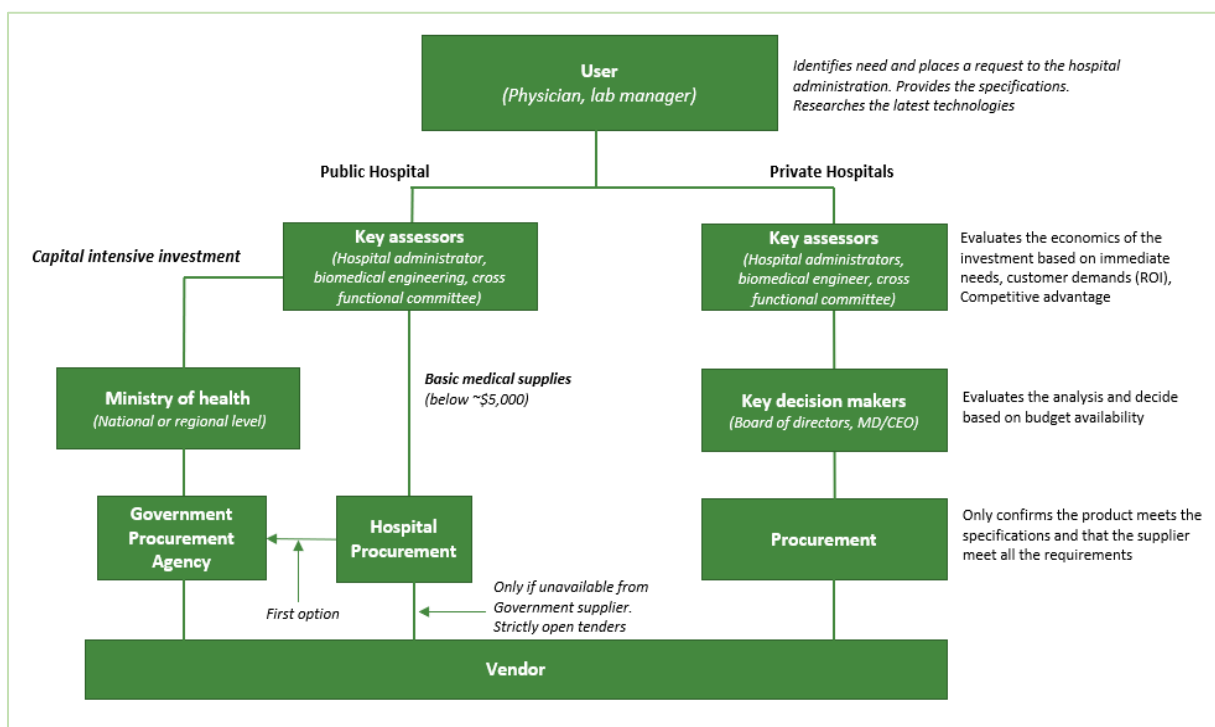 User
(Physician, lab manager)
Identifies need and places a request to the hospital
administration. Provides the specifications.
Researches the latest technologies
Public Hospital
Private Hospitals
Capital intensive investment
Key assessors
(Hospital administrator,
biomedical engineering, cross
functional committee)
Key assessors
(Hospital administrators,
biomedical engineer, cross
functional committee)
Evaluates the economics of the
investment based on immediate
needs, customer demands (ROI),
Competitive advantage
Basic medical supplies
(below ~$5,000)
Ministry of health
(National or regional level)
Key decision makers
(Board of directors, MD/CEO)
Evaluates the analysis and decide
based on budget availability
Government
Procurement
Agency
Hospital
Procurement
Procurement
Only confirms the product meets the
specifications and that the supplier
meet all the requirements
First option
Only if unavailable from
Government supplier.
Strictly open tenders
Vendor